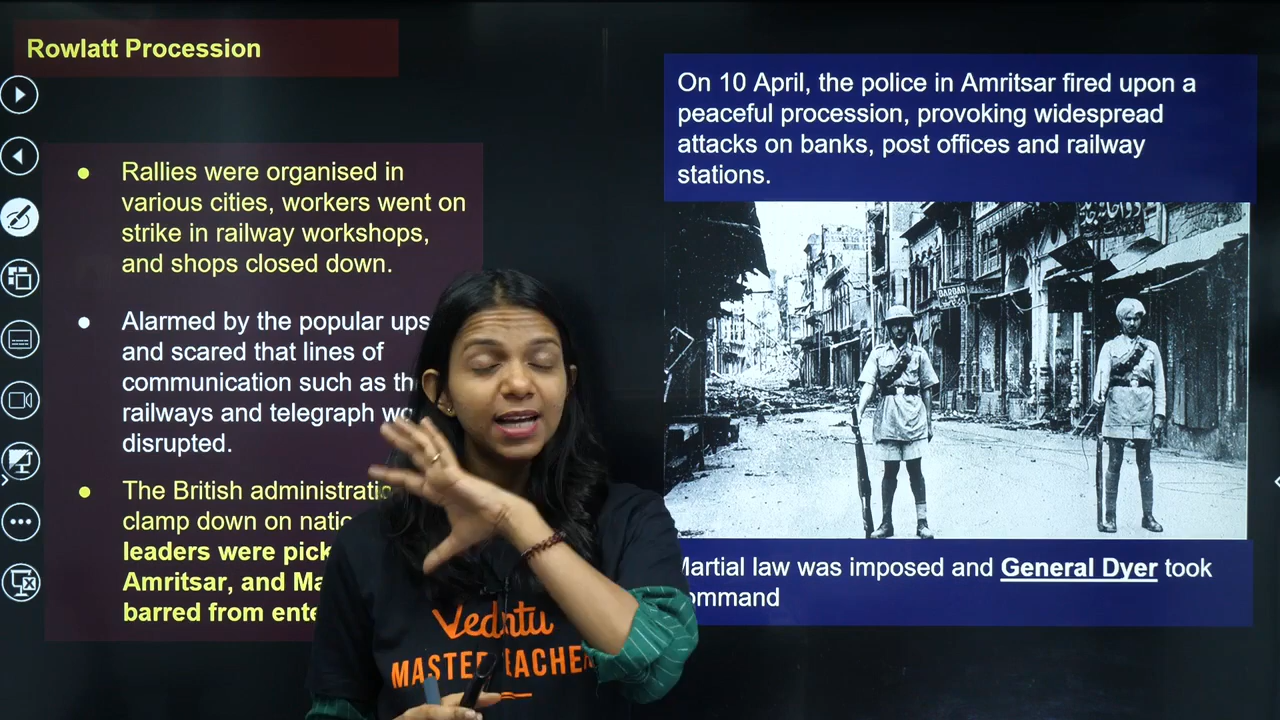 Rowlatt Procession
● Rallies were organised in
various cities, workers went on
strike in railway workshops,
and shops closed down.
● Alarmed by the popular ups
and scared that lines of
communication such as th
railways and telegraph wo
disrupted.
● The British administratio
clamp down on natio
leaders were pick
Amritsar, and Ma
barred from ente
On 10 April, the police in Amritsar fired upon a
peaceful procession, provoking widespread
attacks on banks, post offices and railway
stations.
Martial law was imposed and General Dyer took
ommand
Vedantu
MASTER TEACHER